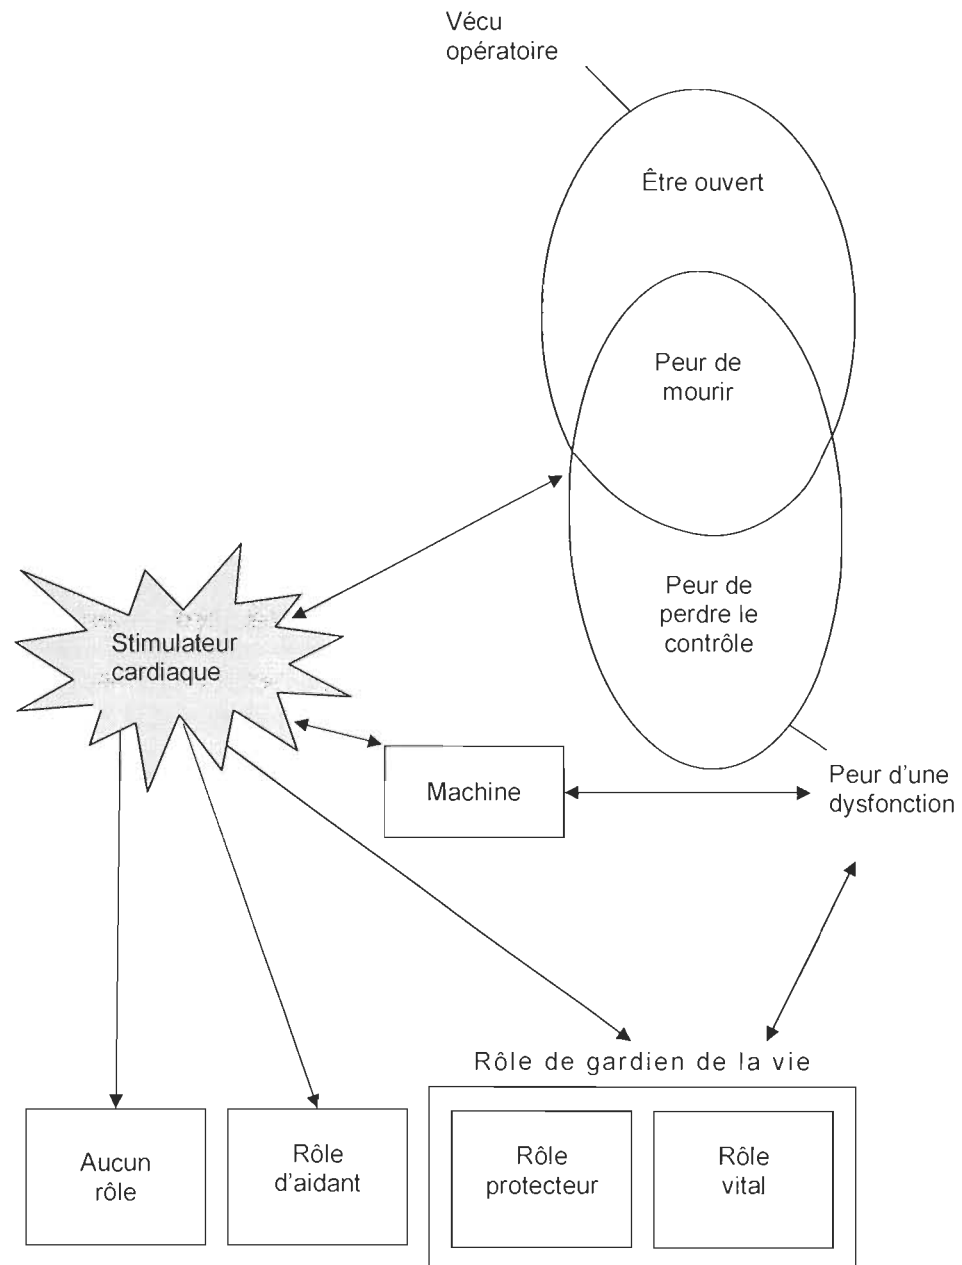 Vécu
opératoire
Être ouvert
Peur de
mourir
Peur de
perdre le
contrôle
Stimulateur
cardiaque
Machine
Peur d'une
dysfonction
Rôle de gardien de la vie
Aucun
rôle
Rôle
d'aidant
Rôle
protecteur
Rôle
vital